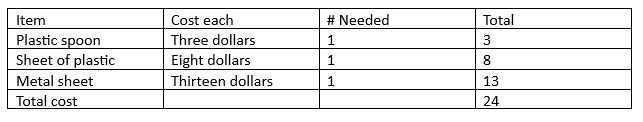 Item Cost each # Needed Total
Plastic spoon Three dollars 1 3
Sheet of plastic Eight dollars 1 8
Metal sheet Thirteen dollars 1 13
Total cost 24